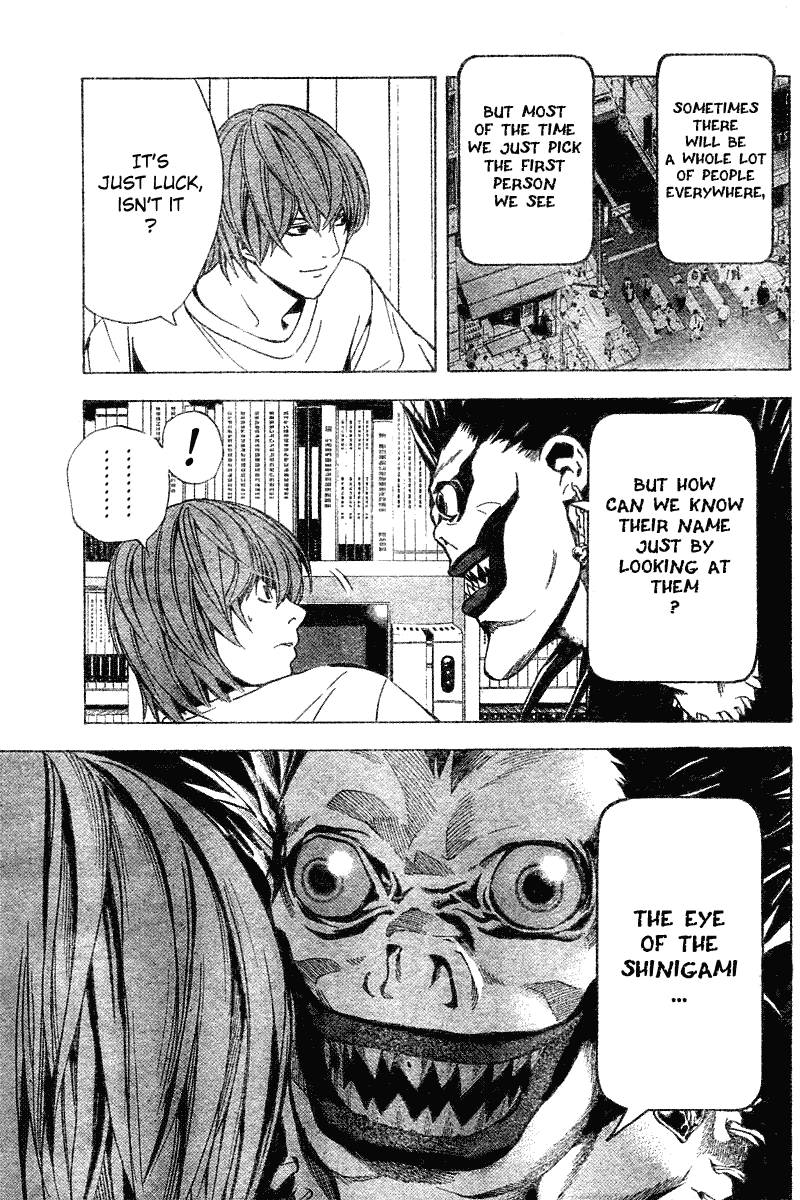 SOMETIMES
THERE
WILL BE
A WHOLE LOT
OF PEOPLE
EVERYWHERE,
BUT MOST
OF THE TIME
WE JUST PICK
THE FIRST
PERSON
WE SEE
IT'S
JUST LUCK,
ISN'T IT
?
BUT HOW
CAN WE KNOW
THEIR NAME
JUST BY
LOOKING AT
THEM
?
!
........
THE EYE
OF THE
SHINIGAMI
...